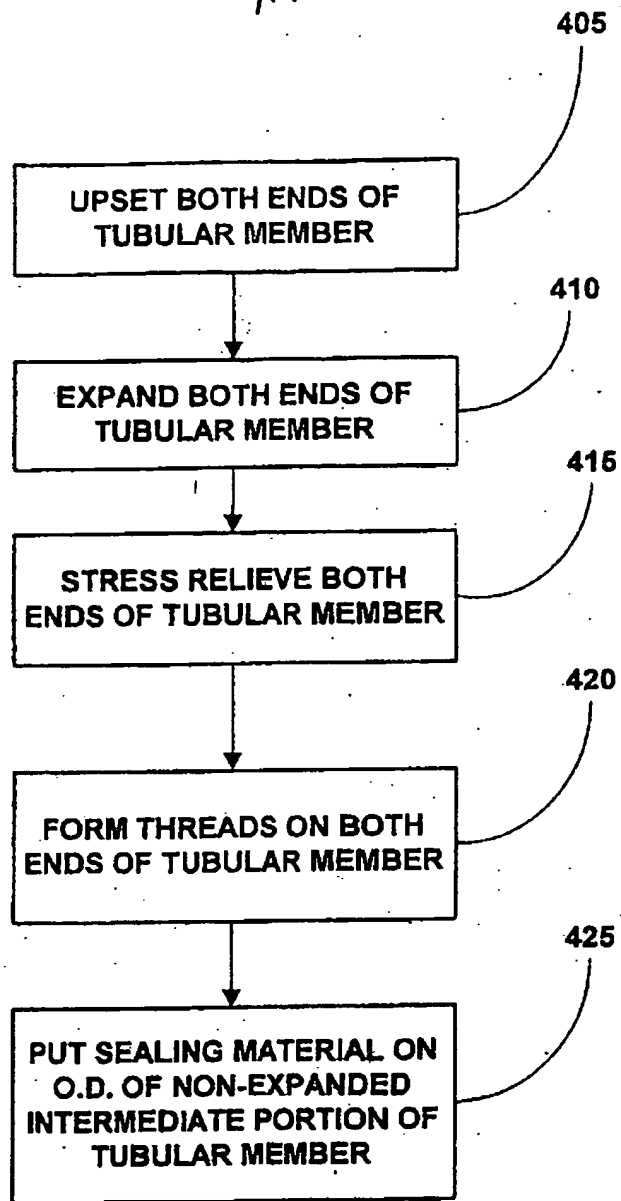 405
UPSET BOTH ENDS OF
TUBULAR MEMBER
410
EXPAND BOTH ENDS OF
TUBULAR MEMBER
415
STRESS RELIEVE BOTH
ENDS OF TUBULAR MEMBER
420
FORM THREADS ON BOTH
ENDS OF TUBULAR MEMBER
425
PUT SEALING MATERIAL ON
O.D. OF NON-EXPANDED
INTERMEDIATE PORTION OF
TUBULAR MEMBER